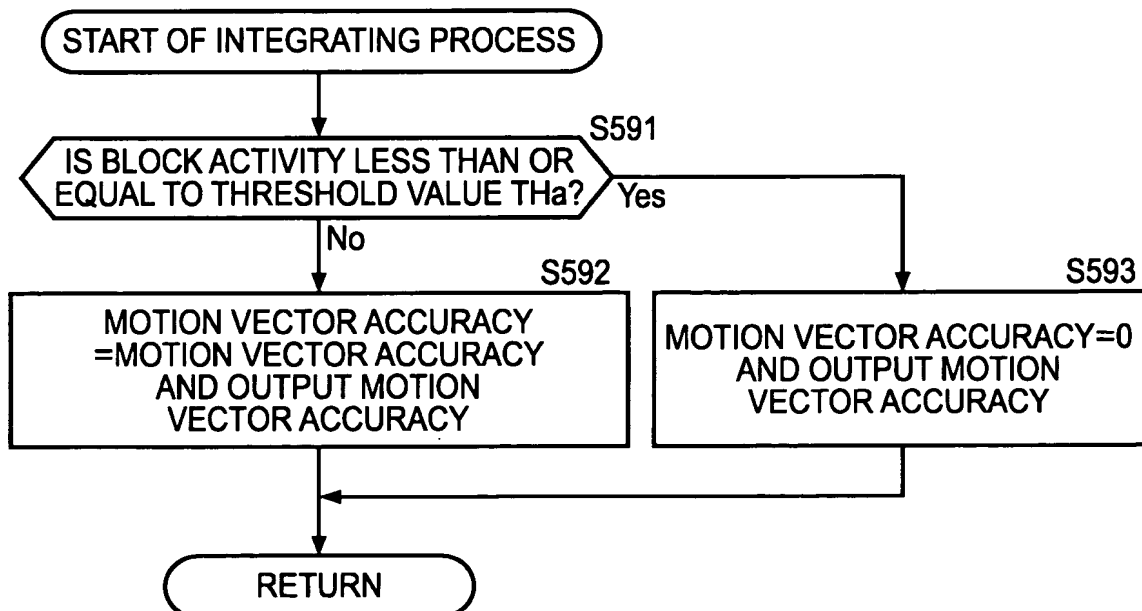 START OF INTEGRATING PROCESS
S591
IS BLOCK ACTIVITY LESS THAN OR
EQUAL TO THRESHOLD VALUE THa?
Yes
No
S592
MOTION VECTOR ACCURACY
=MOTION VECTOR ACCURACY
AND OUTPUT MOTION
VECTOR ACCURACY
S593
MOTION VECTOR ACCURACY=0
AND OUTPUT MOTION
VECTOR ACCURACY
RETURN